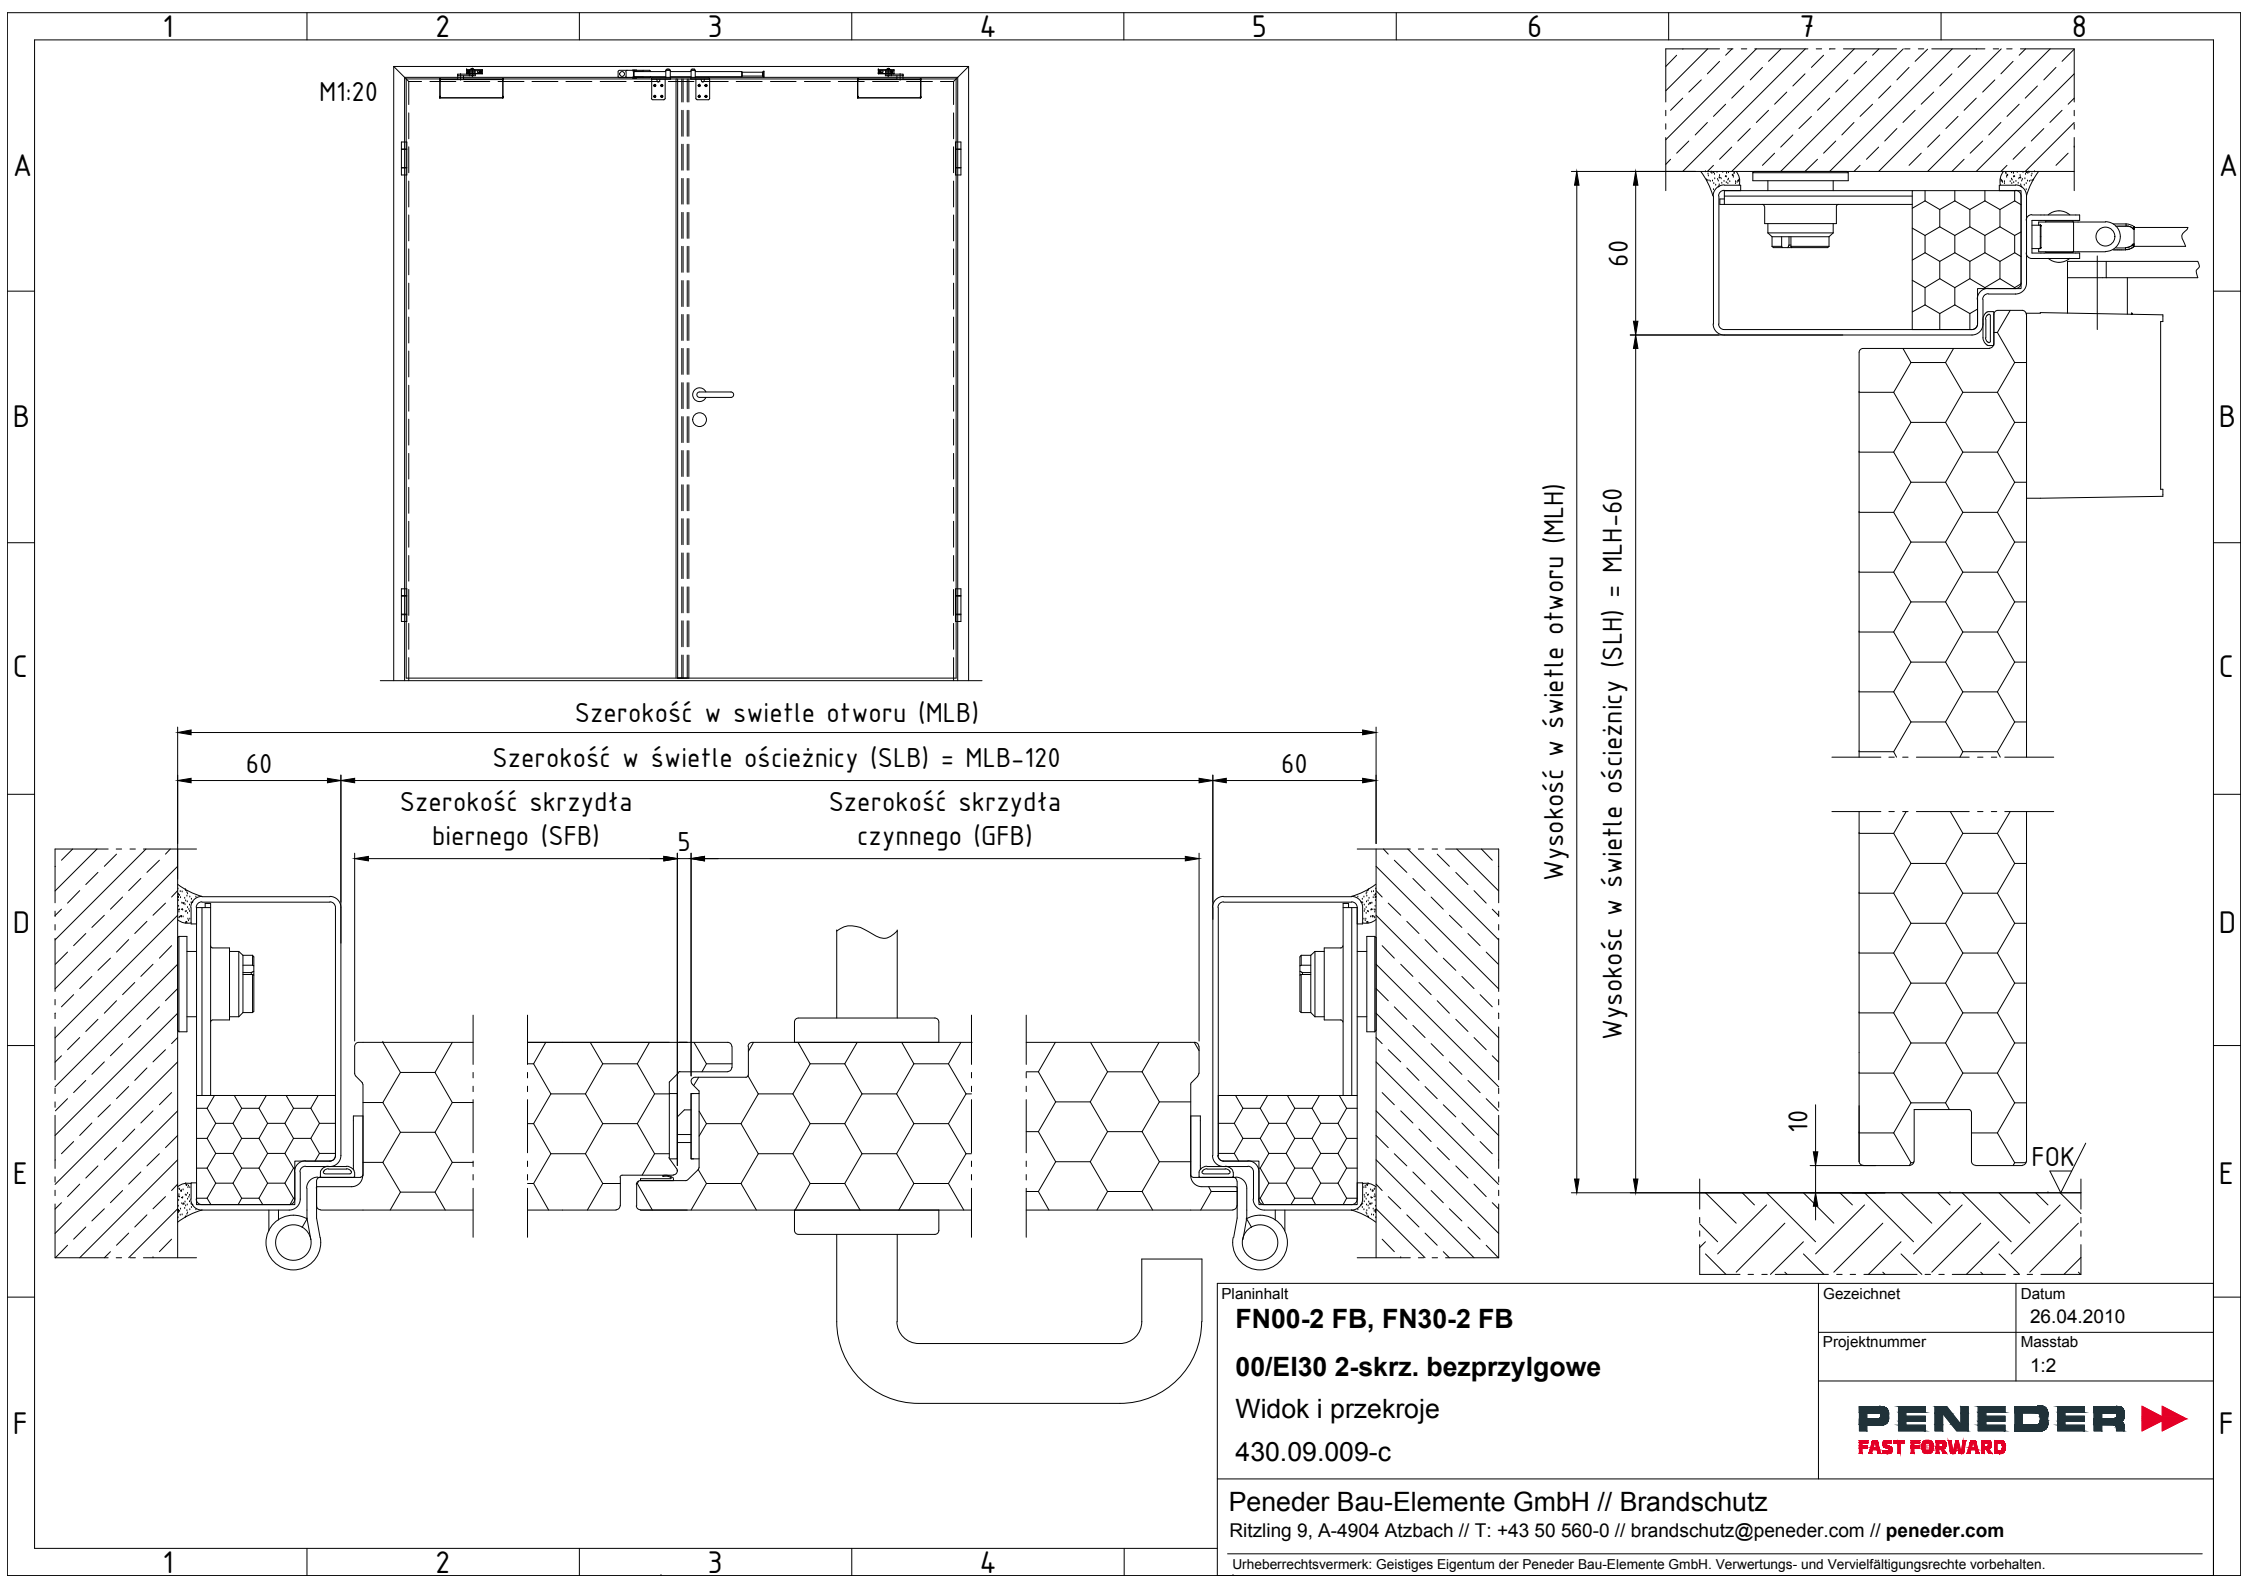 1 2 3 4 5 6 7 8
A
B
C
D
E
F
M1:20
Szerokość w swietle otworu (MLB)
Szerokość w świetle ościeżnicy (SLB) = MLB-120
60
60
Szerokość skrzydła
biernego (SFB)
5
Szerokość skrzydła
czynnego (GFB)
Wysokość w świetle otworu (MLH)
Wysokośc w świetle ościeżnicy (SLH) = MLH-60
60
10
FOK
A
B
C
D
E
F
1 2 3 4
Planinhalt
FN00-2 FB, FN30-2 FB
00/EI30 2-skrz. bezprzylgowe
Widok i przekroje
430.09.009-c
Gezeichnet
Datum
26.04.2010
Projektnummer
Masstab
1:2
PENEDER
FAST FORWARD
Peneder Bau-Elemente GmbH // Brandschutz
Ritzling 9, A-4904 Atzbach // T: +43 50 560-0 // brandschutz@peneder.com // peneder.com
Urheberrechtsvermerk: Geistiges Eigentum der Peneder Bau-Elemente GmbH. Verwertungs- und Vervielfältigungsrechte vorbehalten.